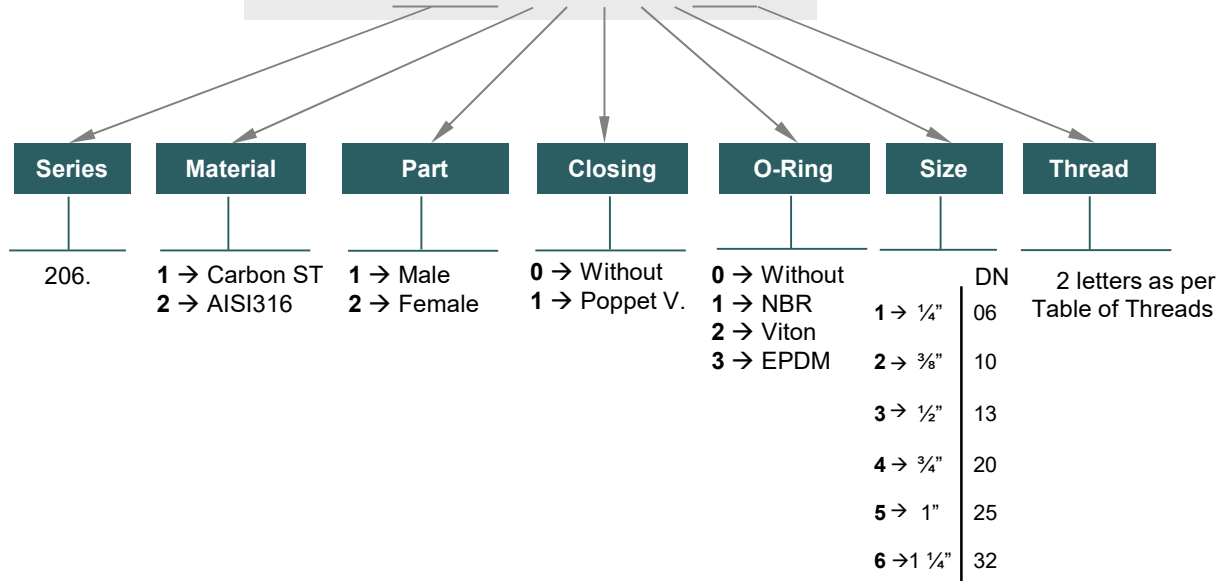 Series Material Part Closing O-Ring Size Thread
206.
1 → Carbon ST
2 → AISI316
1 → Male
2 → Female
0 → Without
1 → Poppet V.
0 → Without
1 → NBR
2 → Viton
3 → EPDM
DN
1 → ¼” 06
2 → ⅜” 10
3 → ½” 13
4 → ¾” 20
5 → 1” 25
6 →1 ¼” 32
2 letters as per
Table of Threads